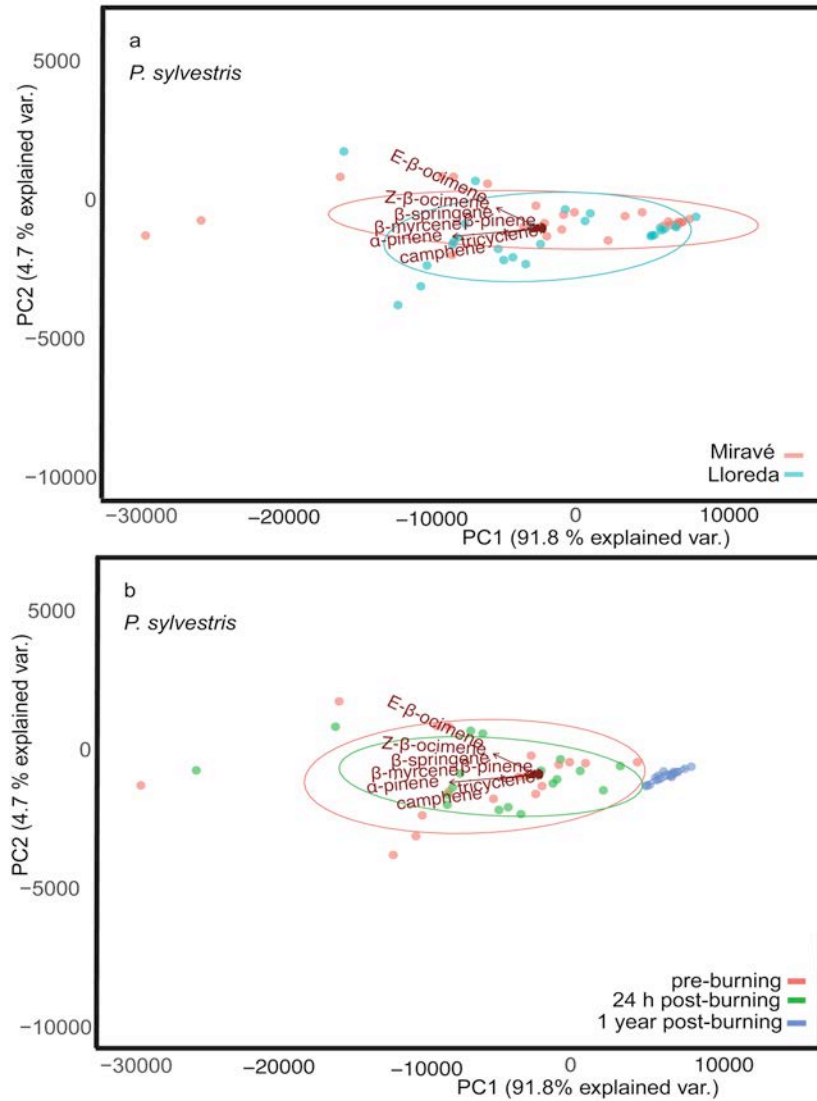 a
P. sylvestris
5000
0
−5000
−10000
PC2 (4.7 % explained var.)
E-β-ocimene
Z-β-ocimene
β-springene
β-myrcene
β-pinene
α-pinene
tricyclene
camphene
Miravé
Lloreda
−30000
−20000
−10000
0
10000
PC1 (91.8 % explained var.)
b
P. sylvestris
5000
0
−5000
−10000
PC2 (4.7 % explained var.)
E-β-ocimene
Z-β-ocimene
β-springene
β-myrcene
β-pinene
α-pinene
tricyclene
camphene
pre-burning
24 h post-burning
1 year post-burning
−30000
−20000
−10000
0
10000
PC1 (91.8% explained var.)